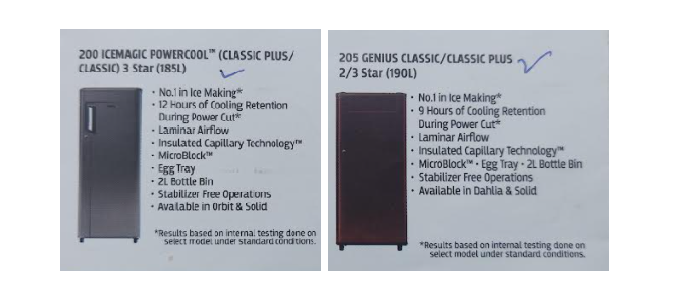 200 ICEMAGIC POWERCOOL™ (CLASSIC PLUS/
CLASSIC) 3 Star (185L)
• No.1 in Ice Making*
• 12 Hours of Cooling Retention
During Power Cut*
• Laminar Airflow
• Insulated Capillary Technology™
• MicroBlock™
• Egg Tray
• 2L Bottle Bin
• Stabilizer Free Operations
• Available in Orbit & Solid
*Results based on internal testing done on
select model under standard conditions.
205 GENIUS CLASSIC/CLASSIC PLUS
2/3 Star (190L)
• No.1 in Ice Making*
• 9 Hours of Cooling Retention
During Power Cut*
• Laminar Airflow
• Insulated Capillary Technology™
• MicroBlock™ • Egg Tray • 2L Bottle Bin
• Stabilizer Free Operations
• Available in Dahlia & Solid
*Results based on internal testing done on
select model under standard conditions.